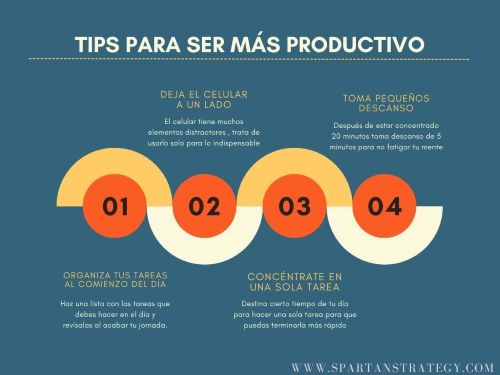 TIPS PARA SER MÁS PRODUCTIVO
DEJA EL CELULAR
A UN LADO
El celular tiene muchos
elementos distractores , trata de
usarlo solo para lo indispensable
TOMA PEQUEÑOS
DESCANSO
Después de estar concentrado
20 minutos toma descanso de 5
minutos para no fatigar tu mente
01
02
03
04
ORGANIZA TUS TAREAS
AL COMIENZO DEL DÍA
Haz una lista con las tareas que
debes hacer en el día y
revísalas al acabar tu jornada.
CONCÉNTRATE EN
UNA SOLA TAREA
Destina cierto tiempo de tu día
para hacer una sola tarea para que
puedas terminarla más rápido
WWW.SPARTANSTRATEGY.COM